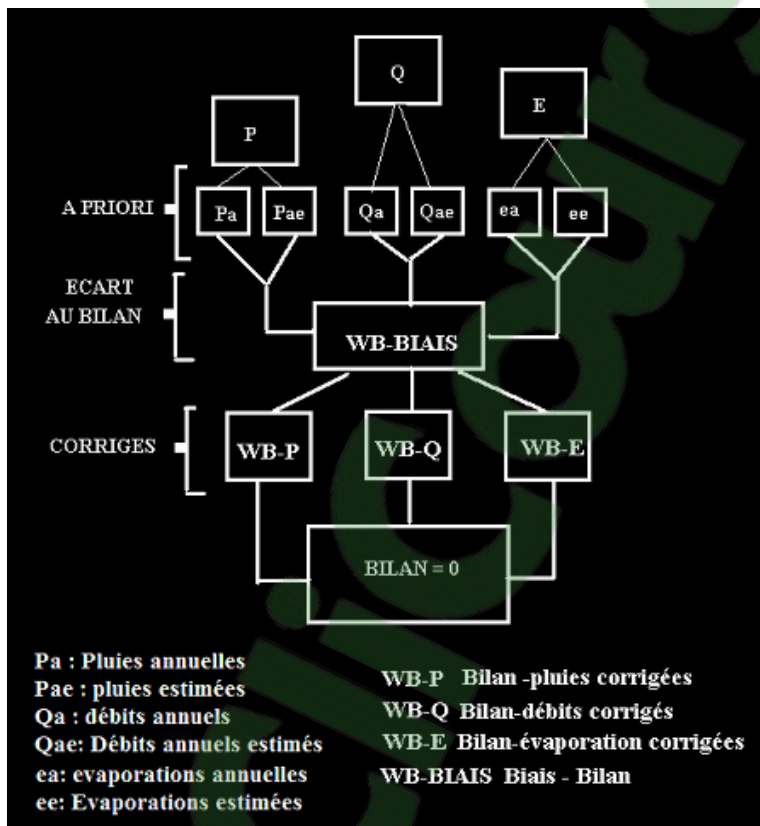 Q
E
P
A PRIORI
Pa
Pae
Qa
Qae
ea
ee
ECART
AU BILAN
WB-BIAIS
CORRIGES
WB-P
WB-Q
WB-E
BILAN = 0
Pa : Pluies annuelles
Pae : pluies estimées
Qa : débits annuels
Qae: Débits annuels estimés
ea: evaporations annuelles
ee: Evaporations estimées
WB-P Bilan -pluies corrigées
WB-Q Bilan-débits corrigés
WB-E Bilan-évaporation corrigées
WB-BIAIS Biais - Bilan